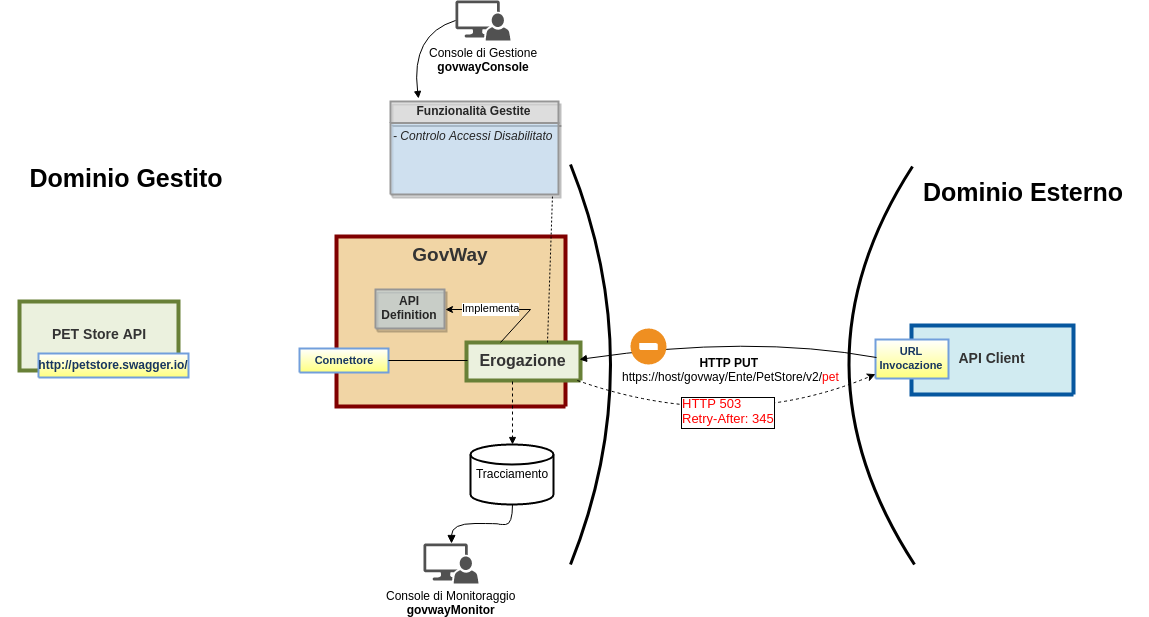 Console di Gestione
govwayConsole
Funzionalità Gestite
- Controlo Accessi Disabilitato
Dominio Gestito
Dominio Esterno
GovWay
API
Definition
Implementa
PET Store API
http://petstore.swagger.io/
Connettore
Erogazione
HTTP PUT
https://host/govway/Ente/PetStore/v2/pet
HTTP 503
Retry-After: 345
URL
Invocazione
API Client
Tracciamento
Console di Monitoraggio
govwayMonitor